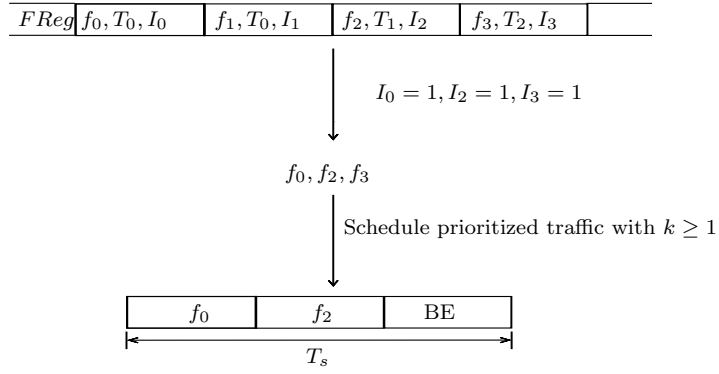 FReg f₀, T₀, I₀ f₁, T₀, I₁ f₂, T₁, I₂ f₃, T₂, I₃
I₀ = 1, I₂ = 1, I₃ = 1
f₀, f₂, f₃
Schedule prioritized traffic with k ≥ 1
f₀ f₂ BE
Tₛ